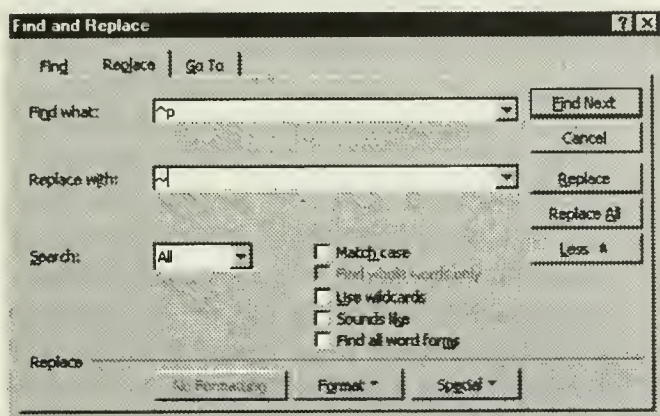 Find and Replace
Find Replace Go To
Find what: ^p Find Next
Cancel
Replace with: ~ Replace
Replace All
Search: All Match case Less
Find whole words only
Use wildcards
Sounds like
Find all word forms
Replace
No Formatting Format Special